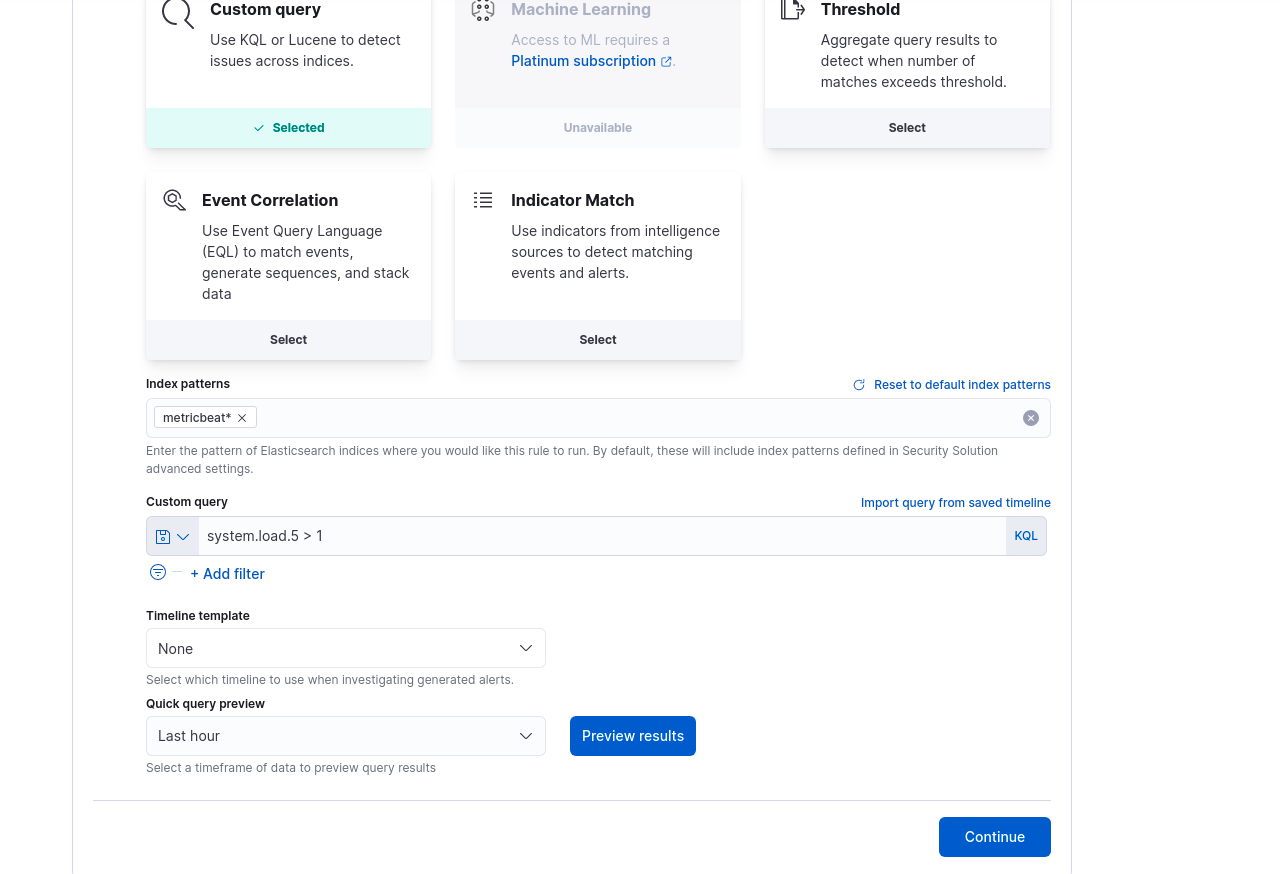 Custom query
Use KQL or Lucene to detect
issues across indices.
Selected
Machine Learning
Access to ML requires a
Platinum subscription.
Unavailable
Threshold
Aggregate query results to
detect when number of
matches exceeds threshold.
Select
Event Correlation
Use Event Query Language
(EQL) to match events,
generate sequences, and stack
data
Select
Indicator Match
Use indicators from intelligence
sources to detect matching
events and alerts.
Select
Index patterns
Reset to default index patterns
metricbeat*
Enter the pattern of Elasticsearch indices where you would like this rule to run. By default, these will include index patterns defined in Security Solution
advanced settings.
Custom query
Import query from saved timeline
system.load.5 > 1
KQL
+ Add filter
Timeline template
None
Select which timeline to use when investigating generated alerts.
Quick query preview
Last hour
Preview results
Select a timeframe of data to preview query results
Continue